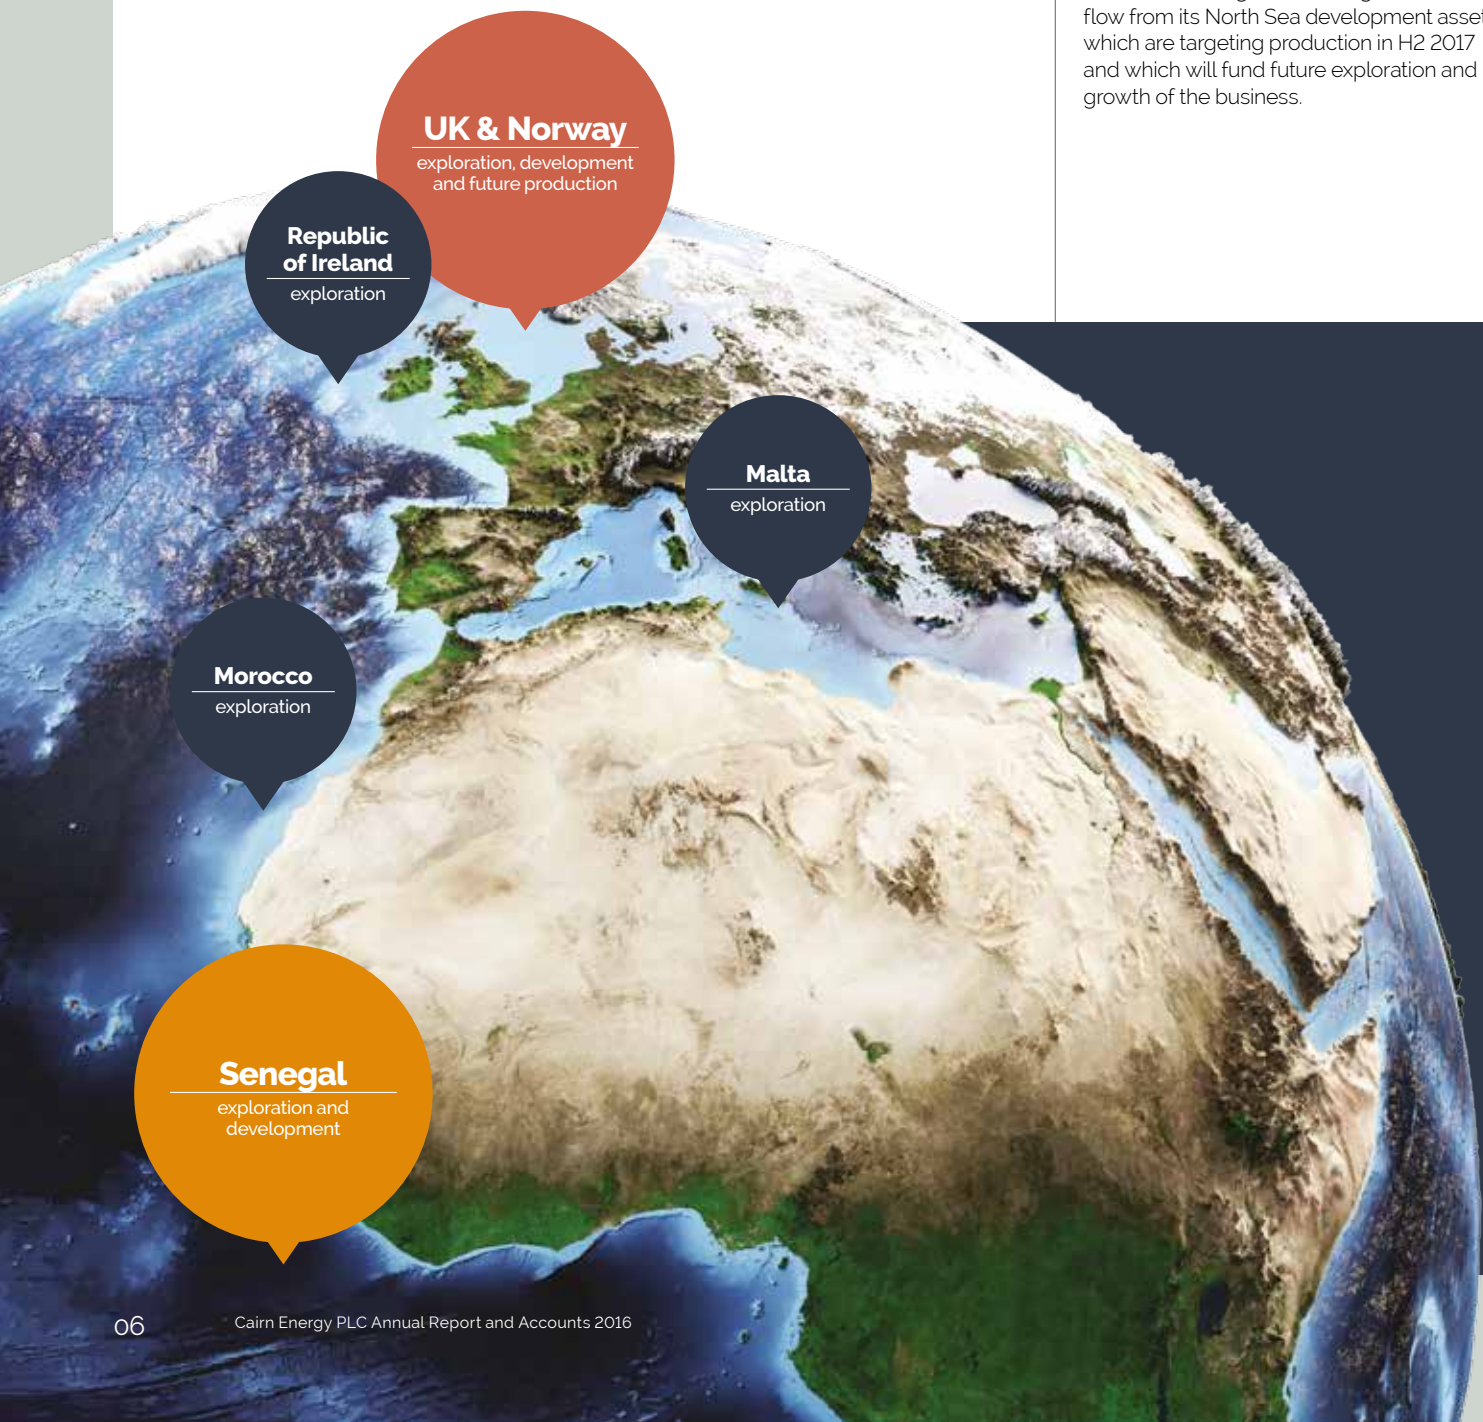 flow from its North Sea development
which are targeting production in H2 2017
and which will fund future exploration and
growth of the business.
UK & Norway
exploration, development
and future production
Republic
of Ireland
exploration
Malta
exploration
Morocco
exploration
Senegal
exploration and
development
06
Cairn Energy PLC Annual Report and Accounts 2016